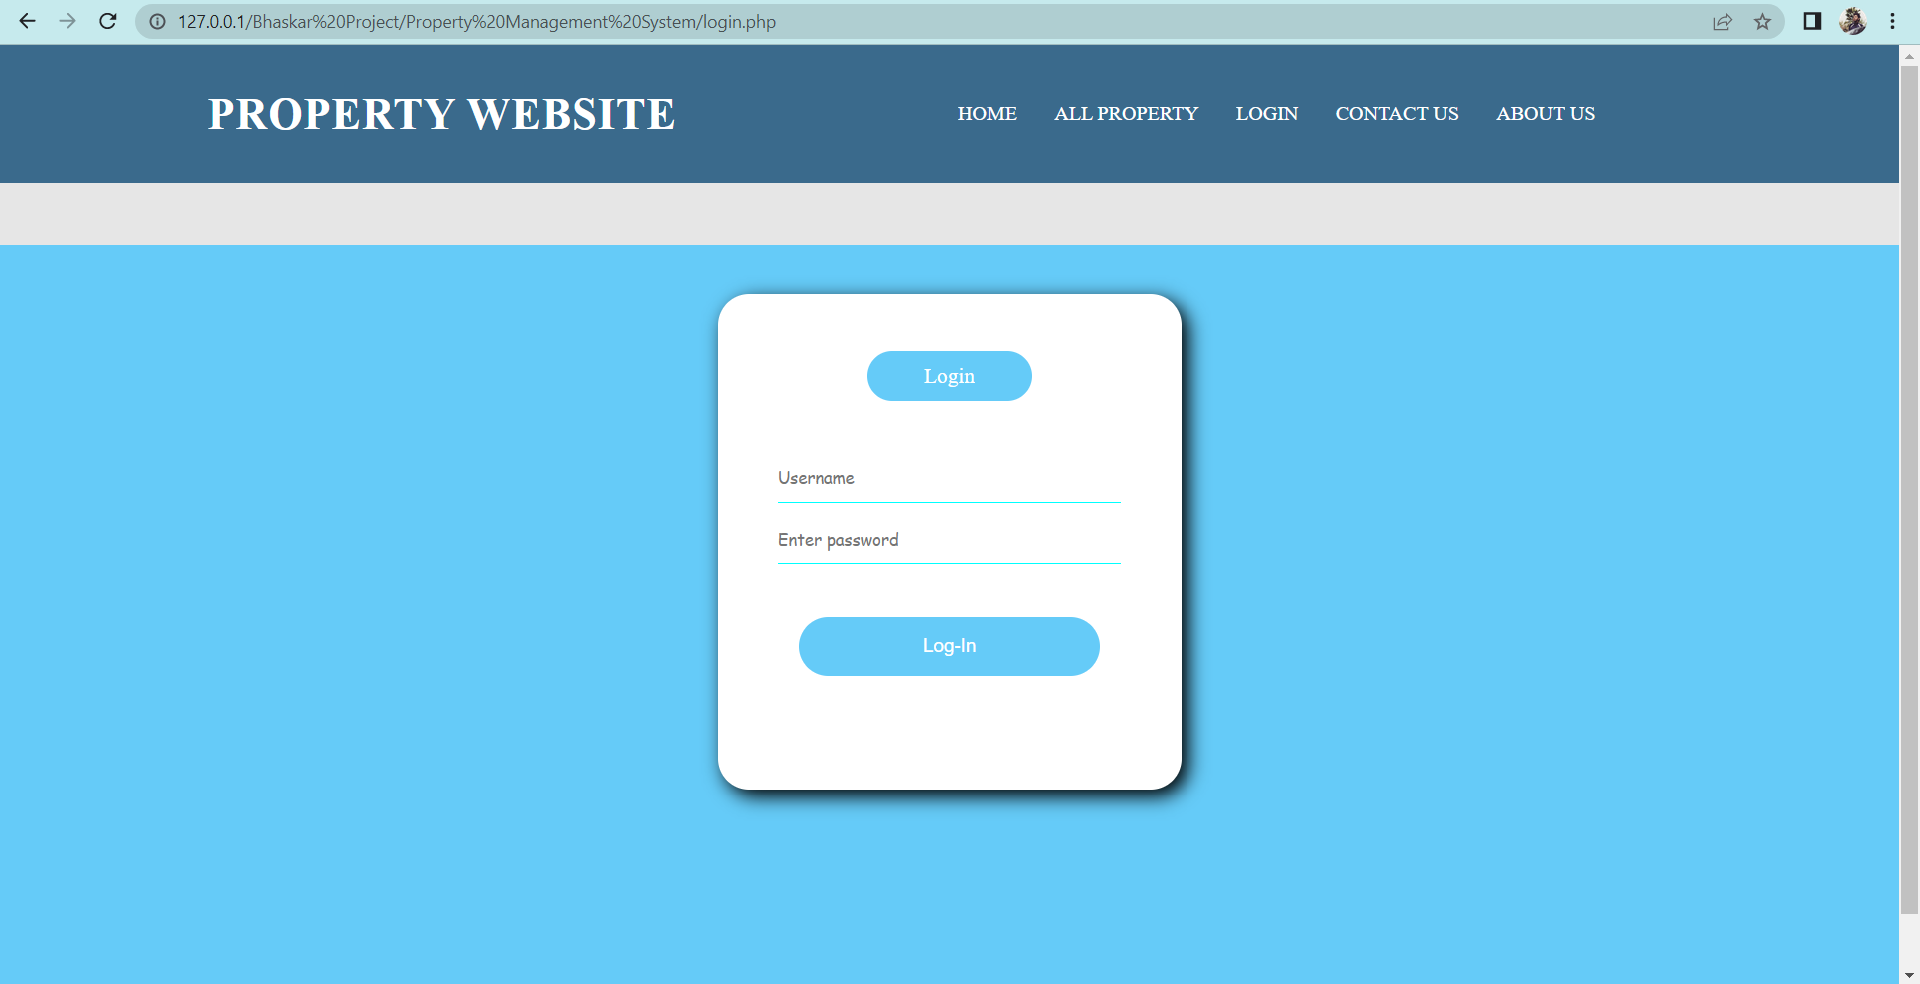 127.0.0.1/Bhaskar%20Project/Property%20Management%20System/login.php
PROPERTY WEBSITE HOME ALL PROPERTY LOGIN CONTACT US ABOUT US
Login
Username
Enter password
Log-In